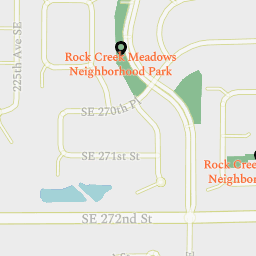 225th Ave SE
Rock Creek Meadows
Neighborhood Park
SE 270th Pl
SE 271st St
Rock Cree
Neighbor
SE 272nd St